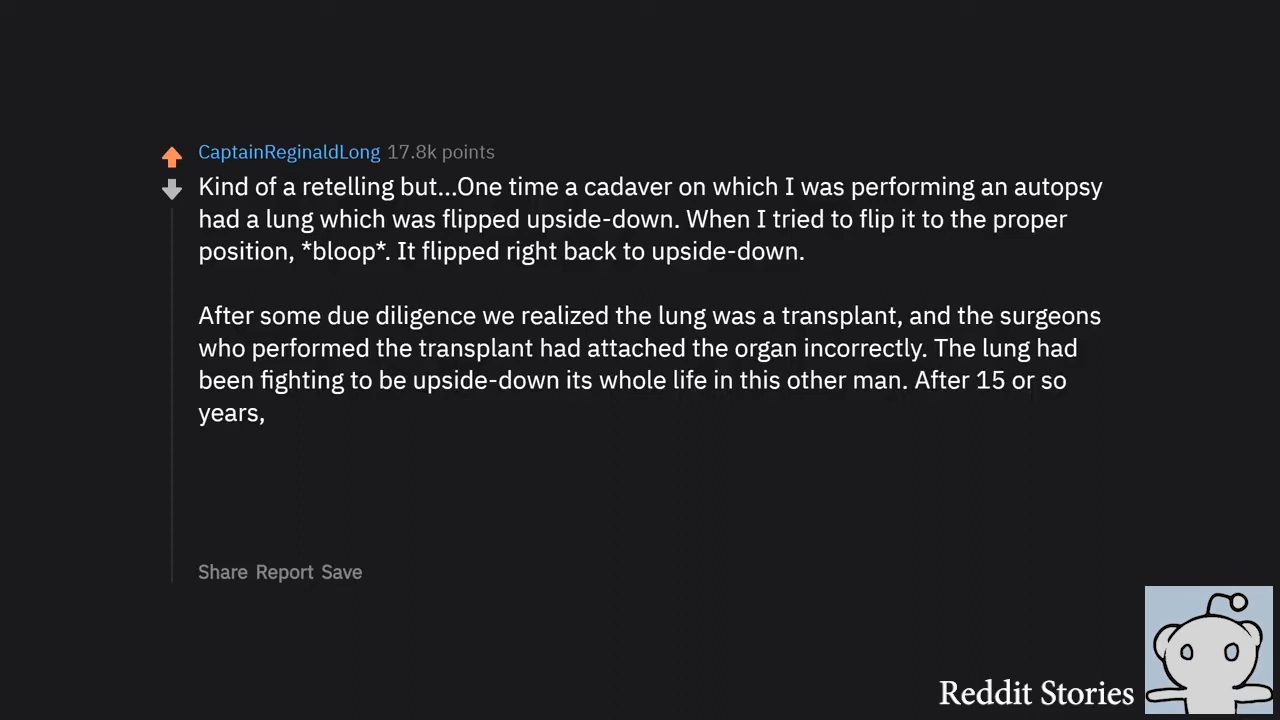 CaptainReginaldLong 17.8k points
Kind of a retelling but...One time a cadaver on which I was performing an autopsy
had a lung which was flipped upside-down. When I tried to flip it to the proper
position, *bloop*. It flipped right back to upside-down.
After some due diligence we realized the lung was a transplant, and the surgeons
who performed the transplant had attached the organ incorrectly. The lung had
been fighting to be upside-down its whole life in this other man. After 15 or so
years,
Share Report Save
Reddit Stories